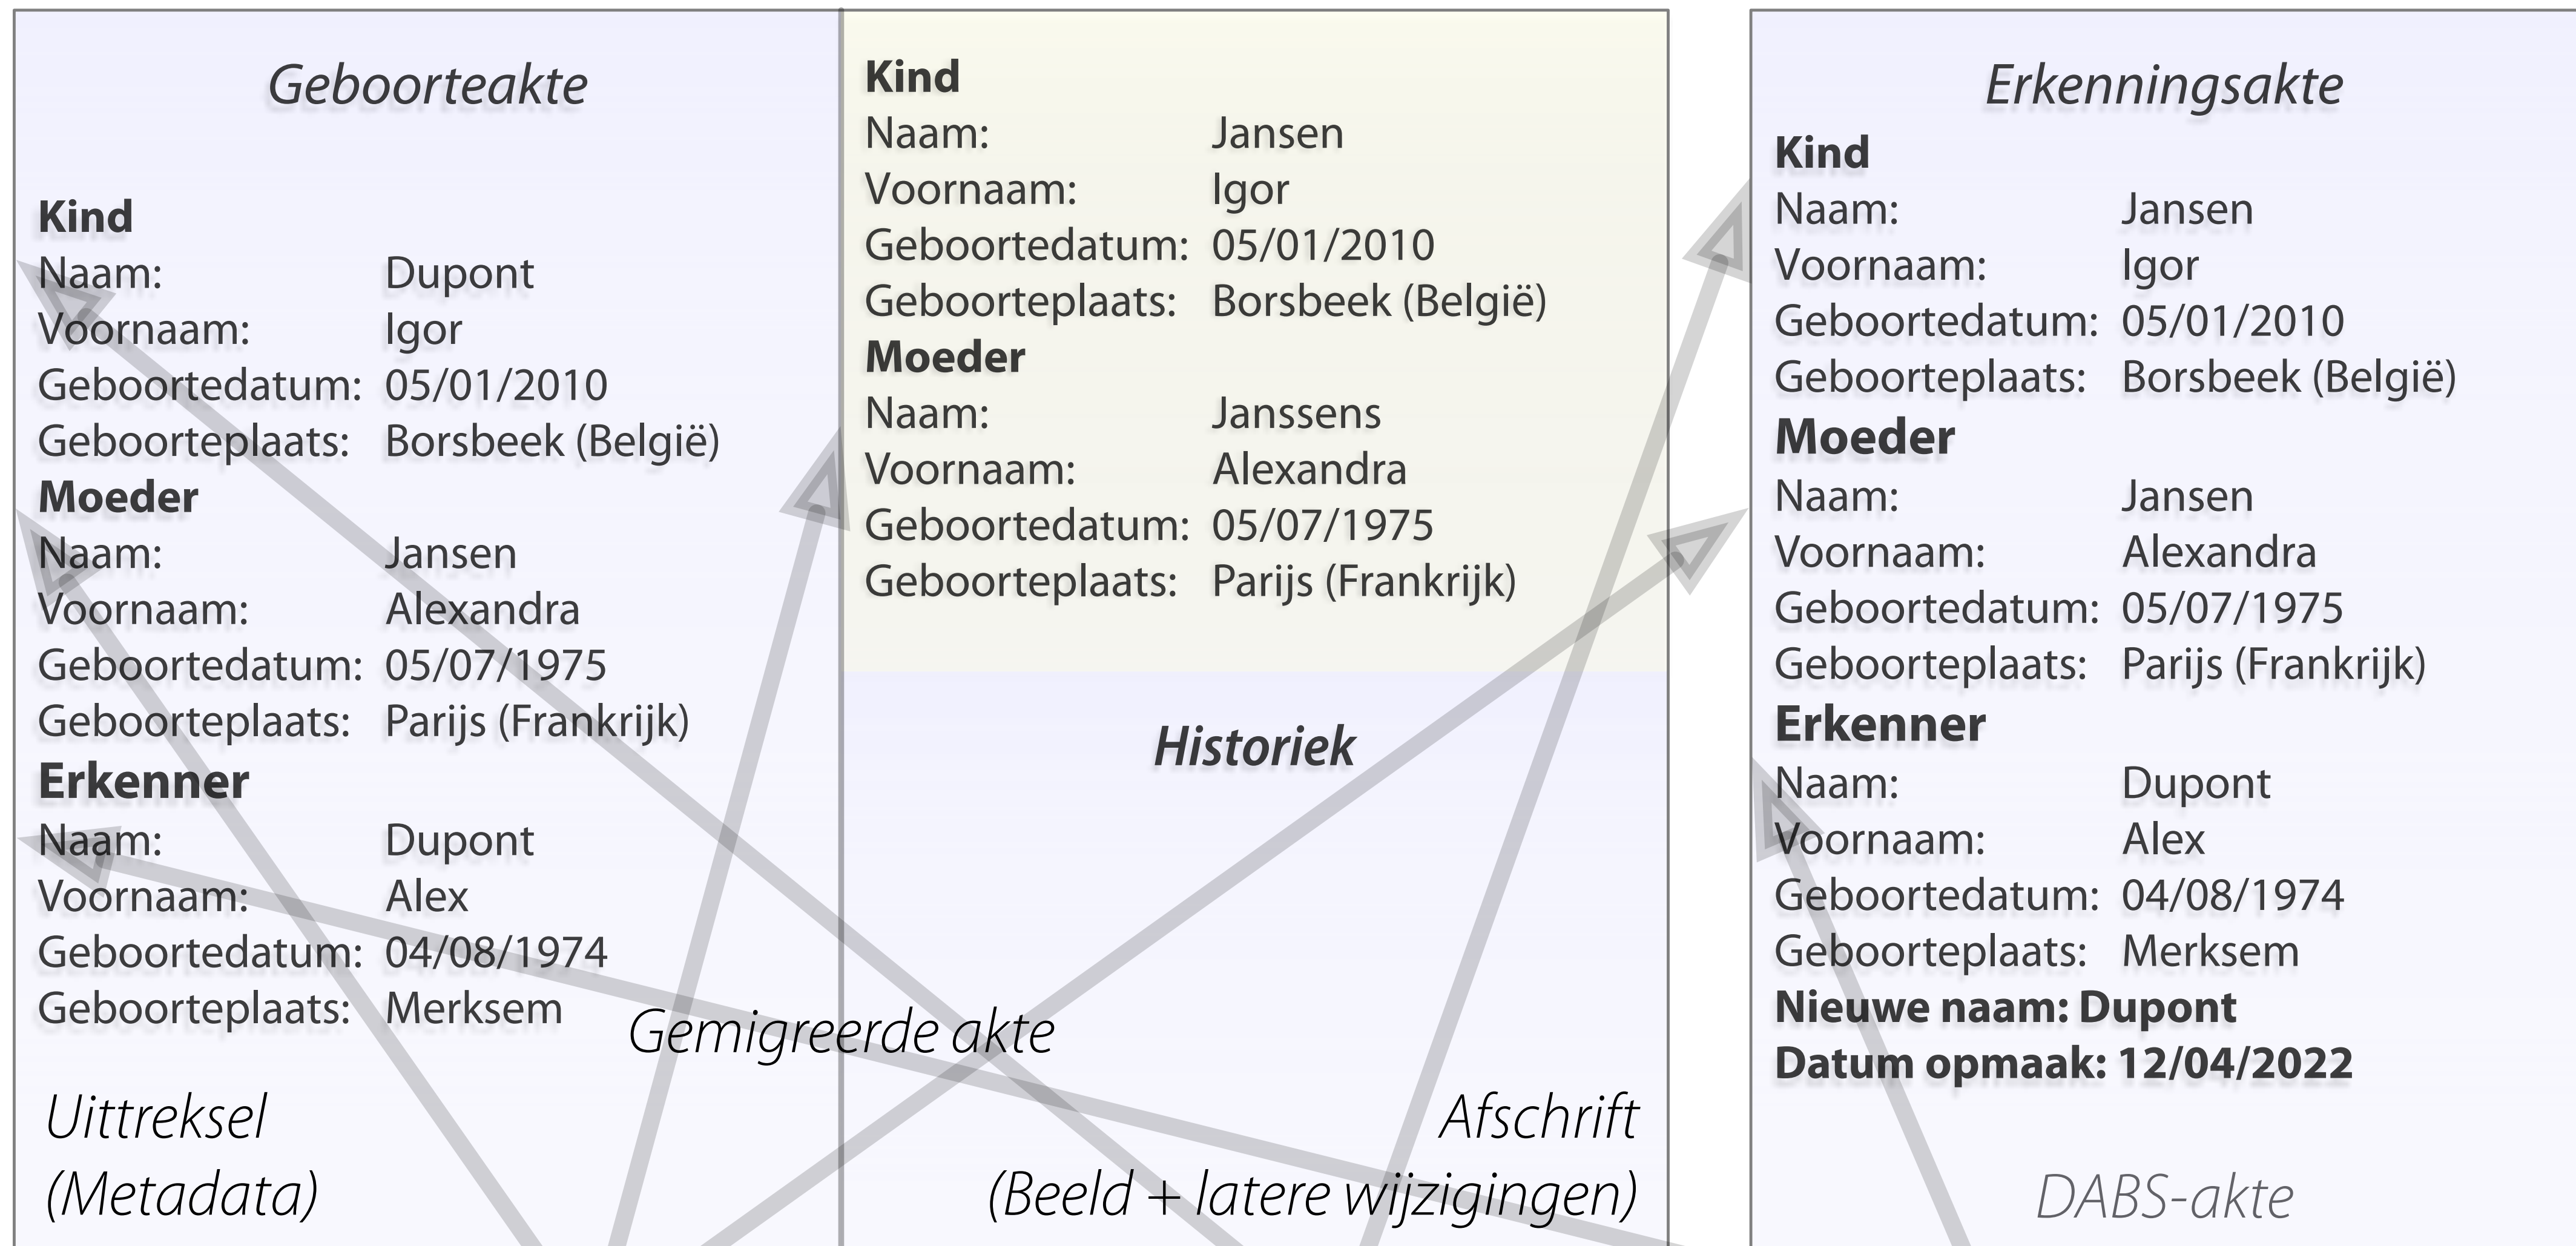 Geboorteakte
Kind
Naam: Dupont
Voornaam: Igor
Geboortedatum: 05/01/2010
Geboorteplaats: Borsbeek (België)
Moeder
Naam: Jansen
Voornaam: Alexandra
Geboortedatum: 05/07/1975
Geboorteplaats: Parijs (Frankrijk)
Erkenner
Naam: Dupont
Voornaam: Alex
Geboortedatum: 04/08/1974
Geboorteplaats: Merksem
Uittreksel
(Metadata)
Gemigreerde akte
Kind
Naam: Jansen
Voornaam: Igor
Geboortedatum: 05/01/2010
Geboorteplaats: Borsbeek (België)
Moeder
Naam: Janssens
Voornaam: Alexandra
Geboortedatum: 05/07/1975
Geboorteplaats: Parijs (Frankrijk)
Historiek
Afschrift
(Beeld + latere wijzigingen)
Erkenningsakte
Kind
Naam: Jansen
Voornaam: Igor
Geboortedatum: 05/01/2010
Geboorteplaats: Borsbeek (België)
Moeder
Naam: Jansen
Voornaam: Alexandra
Geboortedatum: 05/07/1975
Geboorteplaats: Parijs (Frankrijk)
Erkenner
Naam: Dupont
Voornaam: Alex
Geboortedatum: 04/08/1974
Geboorteplaats: Merksem
Nieuwe naam: Dupont
Datum opmaak: 12/04/2022
DABS-akte